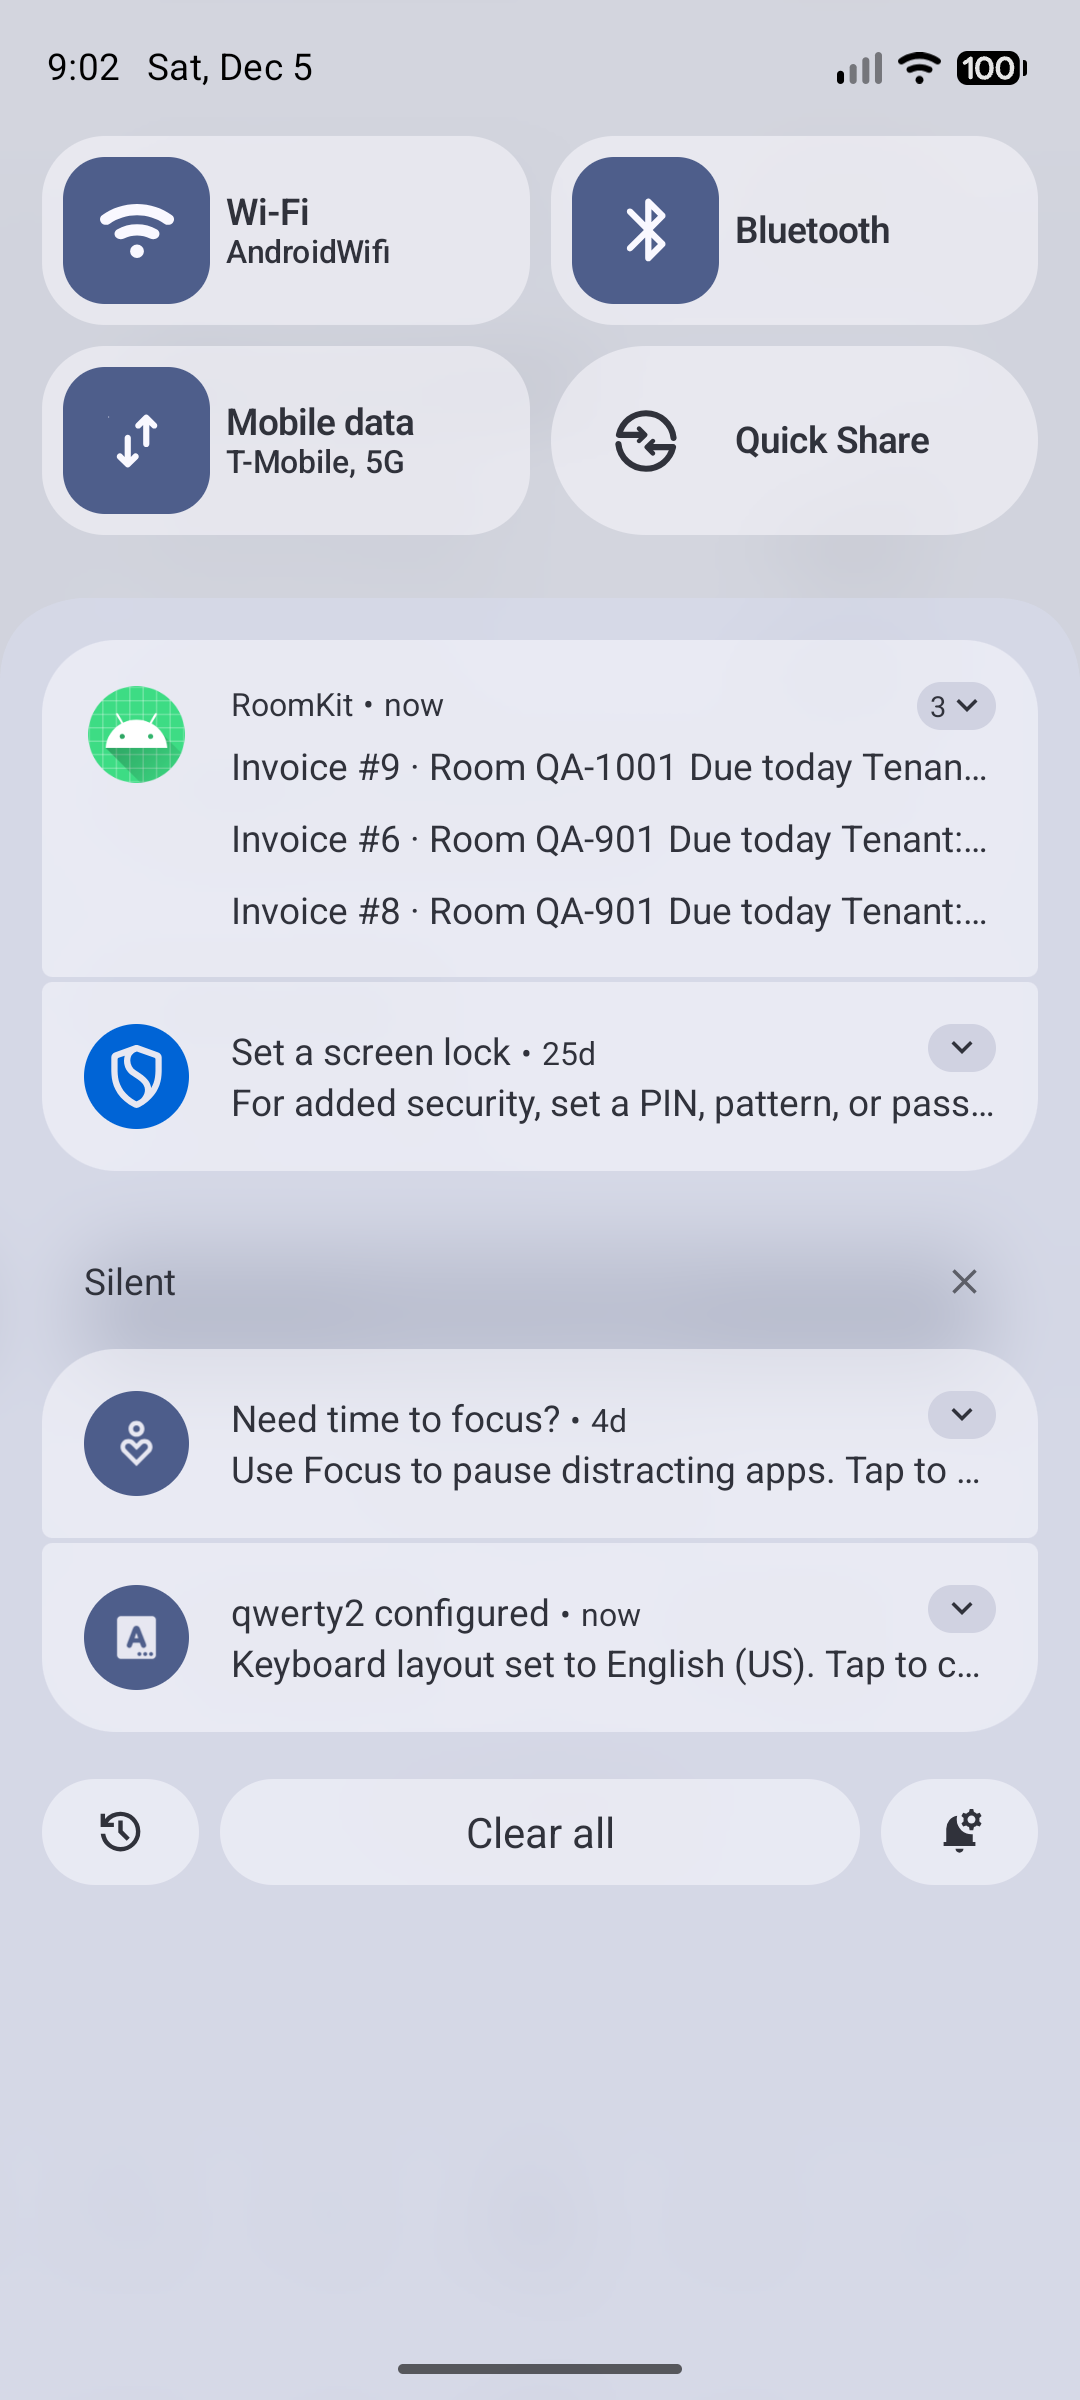 9:02 Sat, Dec 5
100
Wi-Fi
AndroidWifi
Bluetooth
Mobile data
T-Mobile, 5G
Quick Share
RoomKit • now
3
Invoice #9 · Room QA-1001 Due today Tenan...
Invoice #6 · Room QA-901 Due today Tenant:...
Invoice #8 · Room QA-901 Due today Tenant:...
Set a screen lock • 25d
For added security, set a PIN, pattern, or pass...
Silent
Need time to focus? • 4d
Use Focus to pause distracting apps. Tap to ...
qwerty2 configured • now
Keyboard layout set to English (US). Tap to c...
Clear all